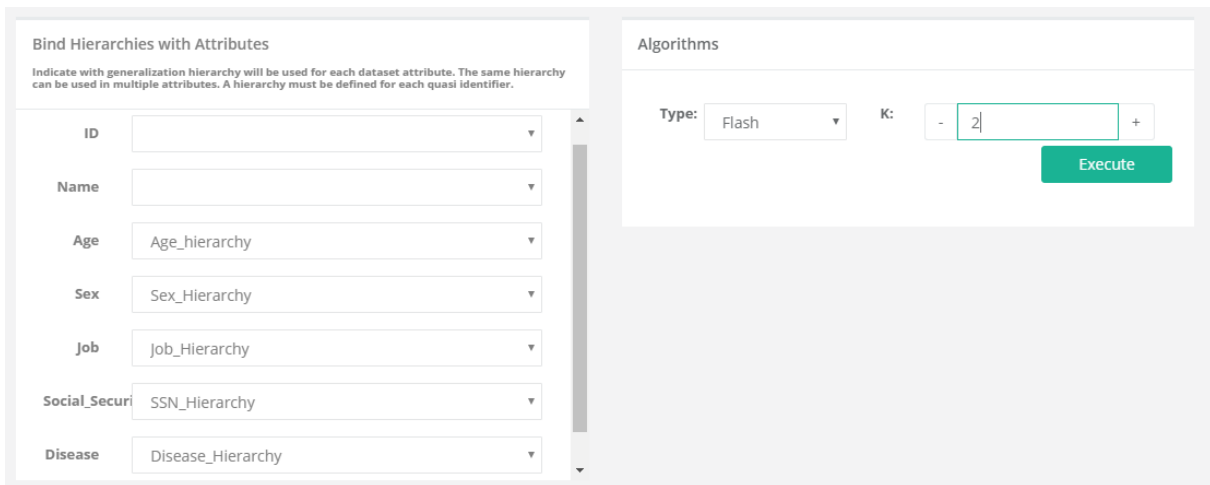 Bind Hierarchies with Attributes
Indicate with generalization hierarchy will be used for each dataset attribute. The same hierarchy
can be used in multiple attributes. A hierarchy must be defined for each quasi identifier.
ID
Name
Age Age_hierarchy
Sex Sex_Hierarchy
Job Job_Hierarchy
Social_Securi SSN_Hierarchy
Disease Disease_Hierarchy
Algorithms
Type: Flash K: - 2 +
Execute